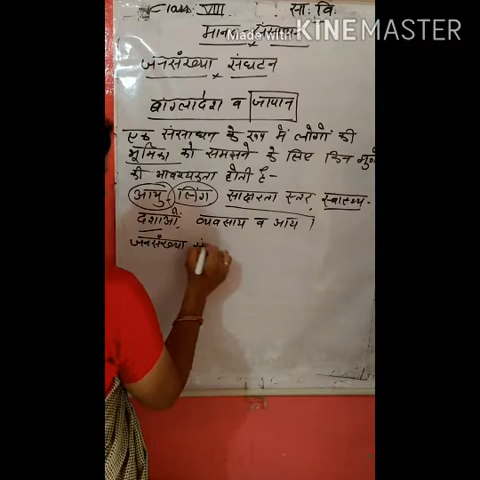 Class VIII सा. वि.
Made with KINEMASTER
मानव संसाधन
जनसंख्या संघटन
बांग्लादेश व जापान
एक संसाधन के रूप में लोगों की
भूमिका को समझने के लिए किन गुणों
की आवश्यकता होती है-
आयु, लिंग साक्षरता स्तर, स्वास्थ्य-
दशाओं, व्यवसाय व आय।
जनसंख्या सं